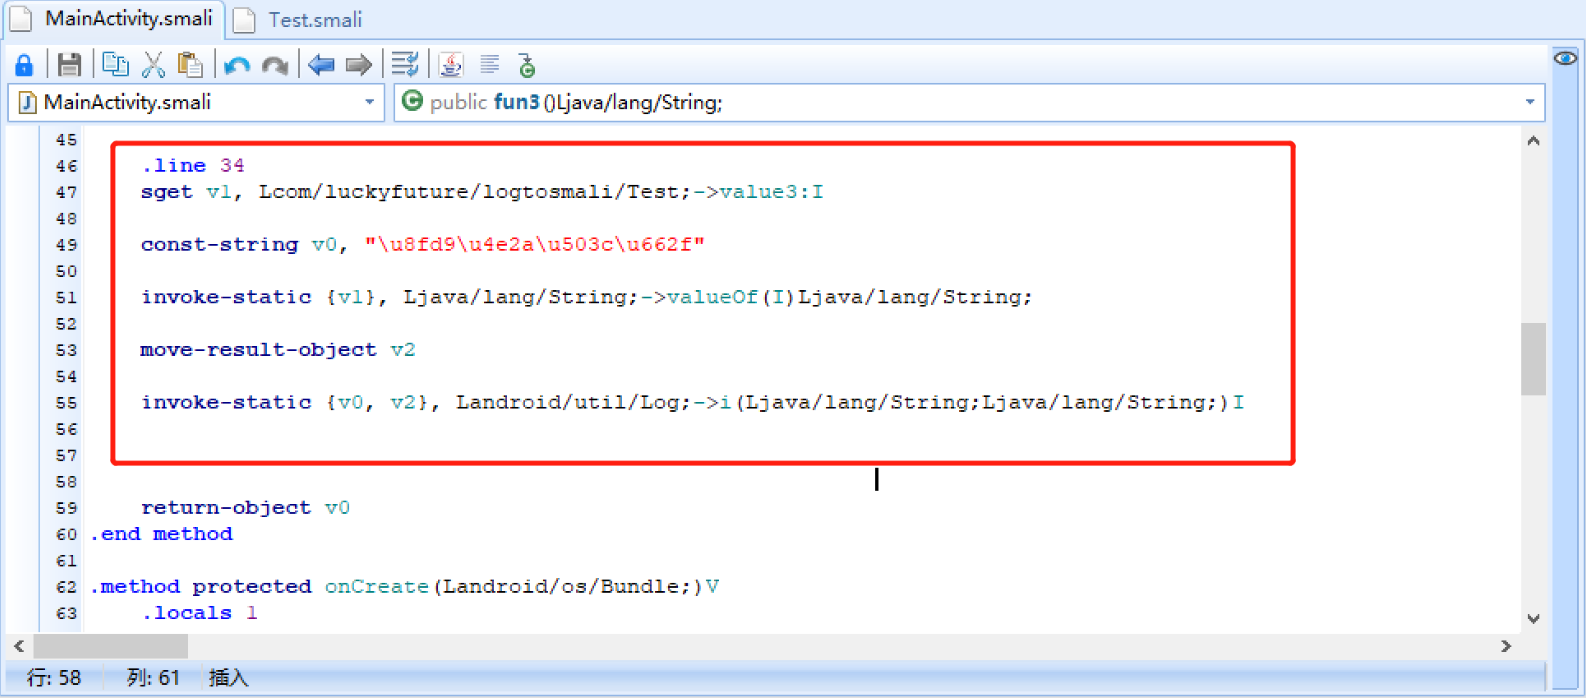 MainActivity.smali Test.smali
MainActivity.smali public fun3()Ljava/lang/String;
45
46 .line 34
47 sget v1, Lcom/luckyfuture/logtosmali/Test;->value3:I
48
49 const-string v0, "\u8fd9\u4e2a\u503c\u662f"
50
51 invoke-static {v1}, Ljava/lang/String;->valueOf(I)Ljava/lang/String;
52
53 move-result-object v2
54
55 invoke-static {v0, v2}, Landroid/util/Log;->i(Ljava/lang/String;Ljava/lang/String;)I
56
57
58
59 return-object v0
60 .end method
61
62 .method protected onCreate(Landroid/os/Bundle;)V
63 .locals 1
行: 58 列: 61 插入